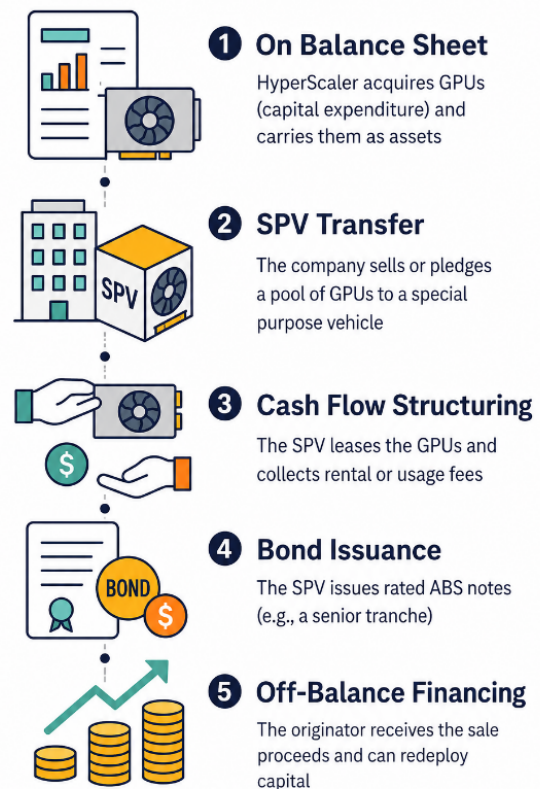 1 On Balance Sheet
HyperScaler acquires GPUs
(capital expenditure) and
carries them as assets
SPV
2 SPV Transfer
The company sells or pledges
a pool of GPUs to a special
purpose vehicle
3 Cash Flow Structuring
$
The SPV leases the GPUs and
collects rental or usage fees
4 Bond Issuance
BOND
$
The SPV issues rated ABS notes
(e.g., a senior tranche)
5 Off-Balance Financing
The originator receives the sale
proceeds and can redeploy
capital